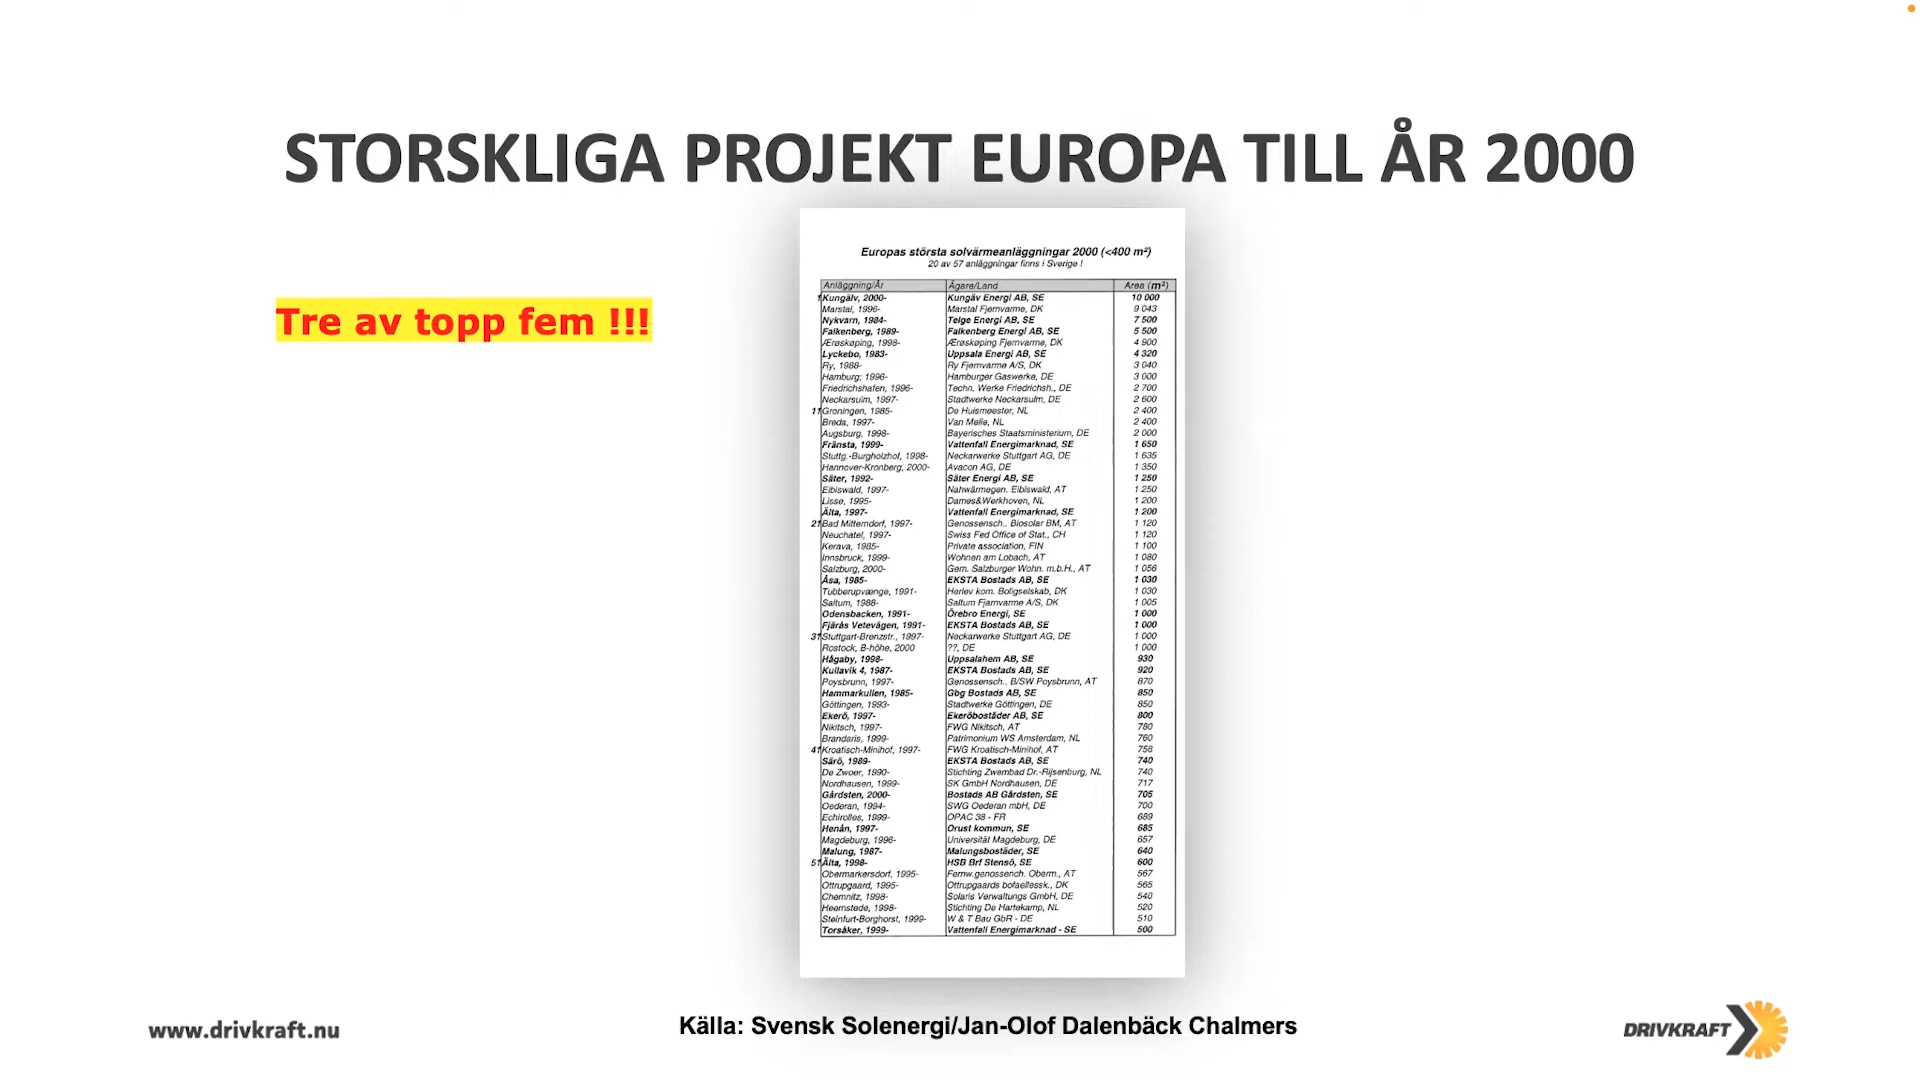 STORSKLIGA PROJEKT EUROPA TILL ÅR 2000
Tre av topp fem !!!
Europas största solvärmeanläggningar 2000 (<400 m²)
20 av 57 anläggningar finns i Sverige !
Anläggning/År Ägare/Land Area (m²)
1 Kungälv, 2000- Kungäv Energi AB, SE 10 000
Marstal, 1996- Marstal Fjernvarme, DK 9 043
Nykvarn, 1984- Telge Energi AB, SE 7 500
Falkenberg, 1989- Falkenberg Energi AB, SE 5 500
Ærøskøping, 1998- Ærøskøping Fjernvarme, DK 4 900
Lyckebo, 1983- Uppsala Energi AB, SE 4 320
Ry, 1988- Ry Fjernvarme A/S, DK 3 040
Hamburg; 1996- Hamburger Gaswerke, DE 3 000
Friedrichshafen, 1996- Techn. Werke Friedrichsh., DE 2 700
Neckarsulm, 1997- Stadtwerke Neckarsulm, DE 2 600
11 Groningen, 1985- De Huismeester, NL 2 400
Breda, 1997- Van Melle, NL 2 400
Augsburg, 1998- Bayerisches Staatsministerium, DE 2 000
Fränsta, 1999- Vattenfall Energimarknad, SE 1 650
Stuttg.-Burgholzhof, 1998- Neckarwerke Stuttgart AG, DE 1 635
Hannover-Kronberg, 2000- Avacon AG, DE 1 350
Säter, 1992- Säter Energi AB, SE 1 250
Eibiswald, 1997- Nahwärmegen. Eibiswald, AT 1 250
Lisse, 1995- Dames&Werkhoven, NL 1 200
Älta, 1997- Vattenfall Energimarknad, SE 1 200
21 Bad Mitterndorf, 1997- Genossensch.. Biosolar BM, AT 1 120
Neuchatel, 1997- Swiss Fed Office of Stat., CH 1 120
Kerava, 1985- Private association, FIN 1 100
Innsbruck, 1999- Wohnen am Lobach, AT 1 080
Salzburg, 2000- Gem. Salzburger Wohn. m.b.H., AT 1 056
Åsa, 1985- EKSTA Bostads AB, SE 1 030
Tubberupvænge, 1991- Herlev kom. Boligselskab, DK 1 030
Saltum, 1988- Saltum Fjarnvarme A/S, DK 1 005
Odensbacken, 1991- Örebro Energi, SE 1 000
Fjärås Vetevägen, 1991- EKSTA Bostads AB, SE 1 000
31 Stuttgart-Brenzstr., 1997- Neckarwerke Stuttgart AG, DE 1 000
Rostock, B-höhe, 2000 ??, DE 1 000
Hågaby, 1998- Uppsalahem AB, SE 930
Kullavik 4, 1987- EKSTA Bostads AB, SE 920
Poysbrunn, 1997- Genossensch.. B/SW Poysbrunn, AT 870
Hammarkullen, 1985- Gbg Bostads AB, SE 850
Göttingen, 1993- Stadtwerke Göttingen, DE 850
Ekerö, 1997- Ekeröbostäder AB, SE 800
Nikitsch, 1997- FWG Nikitsch, AT 780
Brandaris, 1999- Patrimonium WS Amsterdam, NL 760
41 Kroatisch-Minihof, 1997- FWG Kroatisch-Minihof, AT 756
Särö, 1989- EKSTA Bostads AB, SE 740
De Zwoer, 1990- Stichting Zwembad Dr.-Rijsenburg, NL 740
Nordhausen, 1999- SK GmbH Nordhausen, DE 717
Gårdsten, 2000- Bostads AB Gårdsten, SE 705
Oederan, 1994- SWG Oederan mbH, DE 700
Echirolles, 1999- OPAC 38 - FR 689
Henån, 1997- Orust kommun, SE 685
Magdeburg, 1996- Universität Magdeburg, DE 657
Malung, 1987- Malungsbostäder, SE 640
51 Älta, 1998- HSB Brf Stensö, SE 600
Obermarkersdorf, 1995- Fernw.genossench. Oberm., AT 567
Ottrupgaard, 1995- Ottrupgaards bofaellessk., DK 565
Chemnitz, 1998- Solaris Verwaltungs GmbH, DE 540
Heemstede, 1998- Stichting De Hartekamp, NL 520
Steinfurt-Borghorst, 1999- W & T Bau GbR - DE 510
Torsåker, 1999- Vattenfall Energimarknad - SE 500
www.drivkraft.nu
Källa: Svensk Solenergi/Jan-Olof Dalenbäck Chalmers
DRIVKRAFT